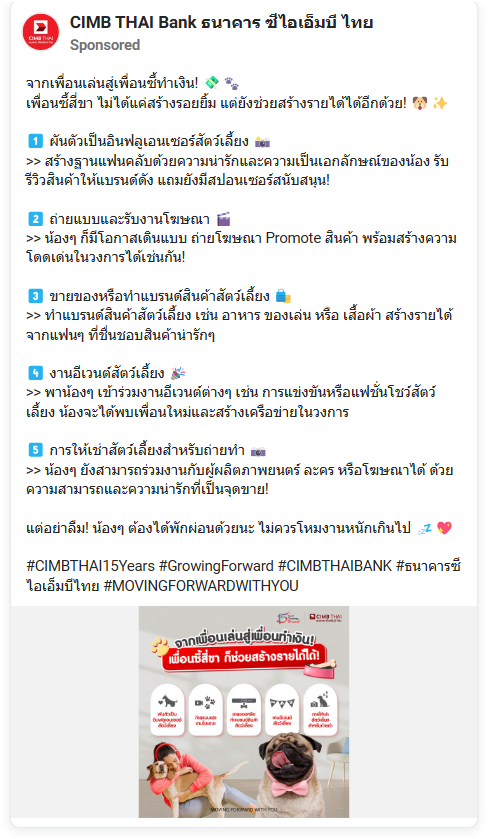 CIMB THAI Bank ธนาคาร ซีไอเอ็มบี ไทย
Sponsored
จากเพื่อนเล่นสู่เพื่อนซี้ทำเงิน! 💸 🐾
เพื่อนซี้สี่ขา ไม่ได้แค่สร้างรอยยิ้ม แต่ยังช่วยสร้างรายได้ได้อีกด้วย! 🐶 ✨
1️⃣ ผันตัวเป็นอินฟลูเอนเซอร์สัตว์เลี้ยง 📸
>> สร้างฐานแฟนคลับด้วยความน่ารักและความเป็นเอกลักษณ์ของน้อง รับ
รีวิวสินค้าให้แบรนด์ดัง แถมยังมีสปอนเซอร์สนับสนุน!
2️⃣ ถ่ายแบบและรับงานโฆษณา 🎬
>> น้องๆ ก็มีโอกาสเดินแบบ ถ่ายโฆษณา Promote สินค้า พร้อมสร้างความ
โดดเด่นในวงการได้เช่นกัน!
3️⃣ ขายของหรือทำแบรนด์สินค้าสัตว์เลี้ยง 🛍️
>> ทำแบรนด์สินค้าสัตว์เลี้ยง เช่น อาหาร ของเล่น หรือ เสื้อผ้า สร้างรายได้
จากแฟนๆ ที่ชื่นชอบสินค้าน่ารักๆ
4️⃣ งานอีเวนต์สัตว์เลี้ยง 🎉
>> พาน้องๆ เข้าร่วมงานอีเวนต์ต่างๆ เช่น การแข่งขันหรือแฟชั่นโชว์สัตว์
เลี้ยง น้องจะได้พบเพื่อนใหม่และสร้างเครือข่ายในวงการ
5️⃣ การให้เช่าสัตว์เลี้ยงสำหรับถ่ายทำ 📷
>> น้องๆ ยังสามารถร่วมงานกับผู้ผลิตภาพยนตร์ ละคร หรือโฆษณาได้ ด้วย
ความสามารถและความน่ารักที่เป็นจุดขาย!
แต่อย่าลืม! น้องๆ ต้องได้พักผ่อนด้วยนะ ไม่ควรโหมงานหนักเกินไป 💤 💖
#CIMBTHAI15Years #GrowingForward #CIMBTHAIBANK #ธนาคารซี
ไอเอ็มบีไทย #MOVINGFORWARDWITHYOU
CIMB THAI
จากเพื่อนเล่นสู่เพื่อนทำเงิน!
เพื่อนซี้สี่ขา ก็ช่วยสร้างรายได้ได้!
MOVING FORWARD WITH YOU